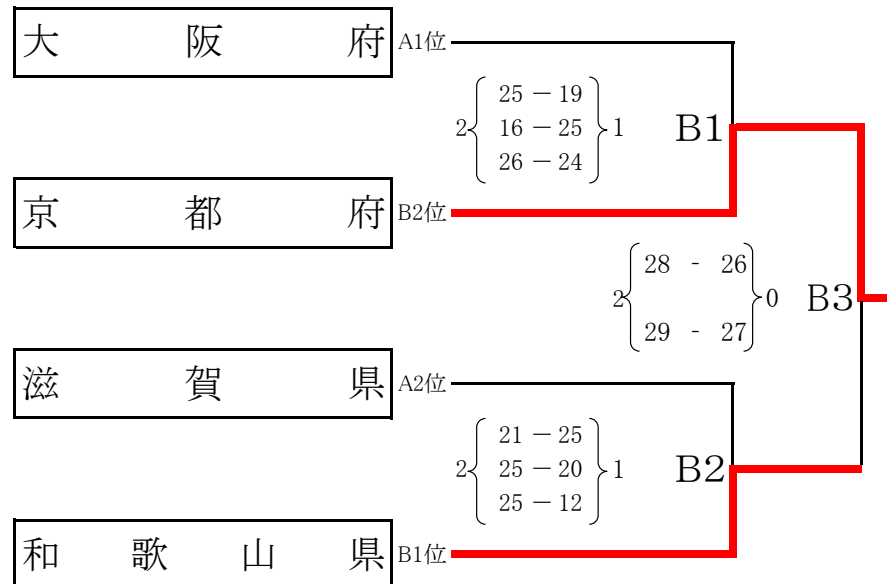 大阪府 A1位
25－19
2 16－25 1 B1
26－24
京都府 B2位
28 - 26
2 0 B3
29 - 27
滋賀県 A2位
21－25
2 25－20 1 B2
25－12
和歌山県 B1位